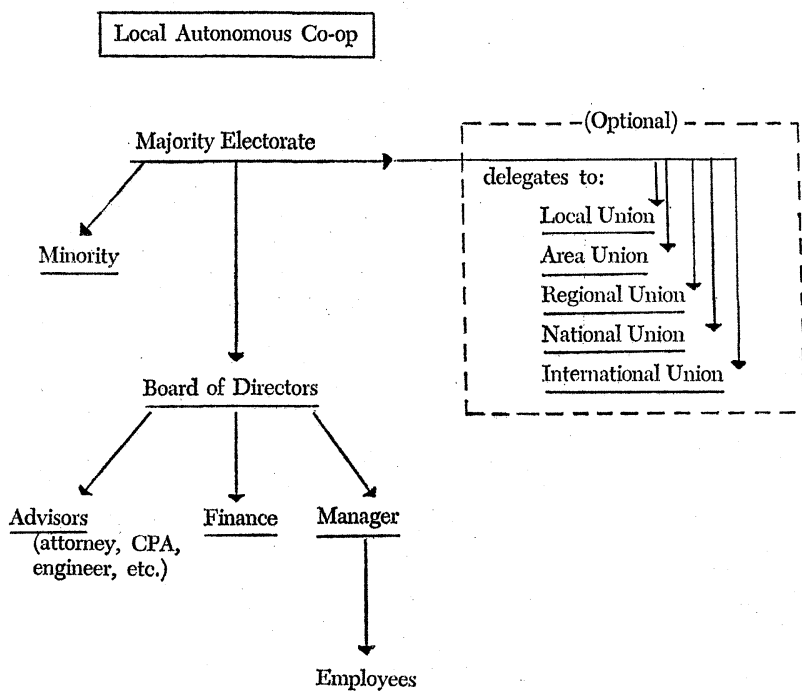 Local Autonomous Co-op
(Optional)
Majority Electorate
delegates to:
Local Union
Minority
Area Union
Regional Union
National Union
International Union
Board of Directors
Advisors
(attorney, CPA,
engineer, etc.)
Finance
Manager
Employees